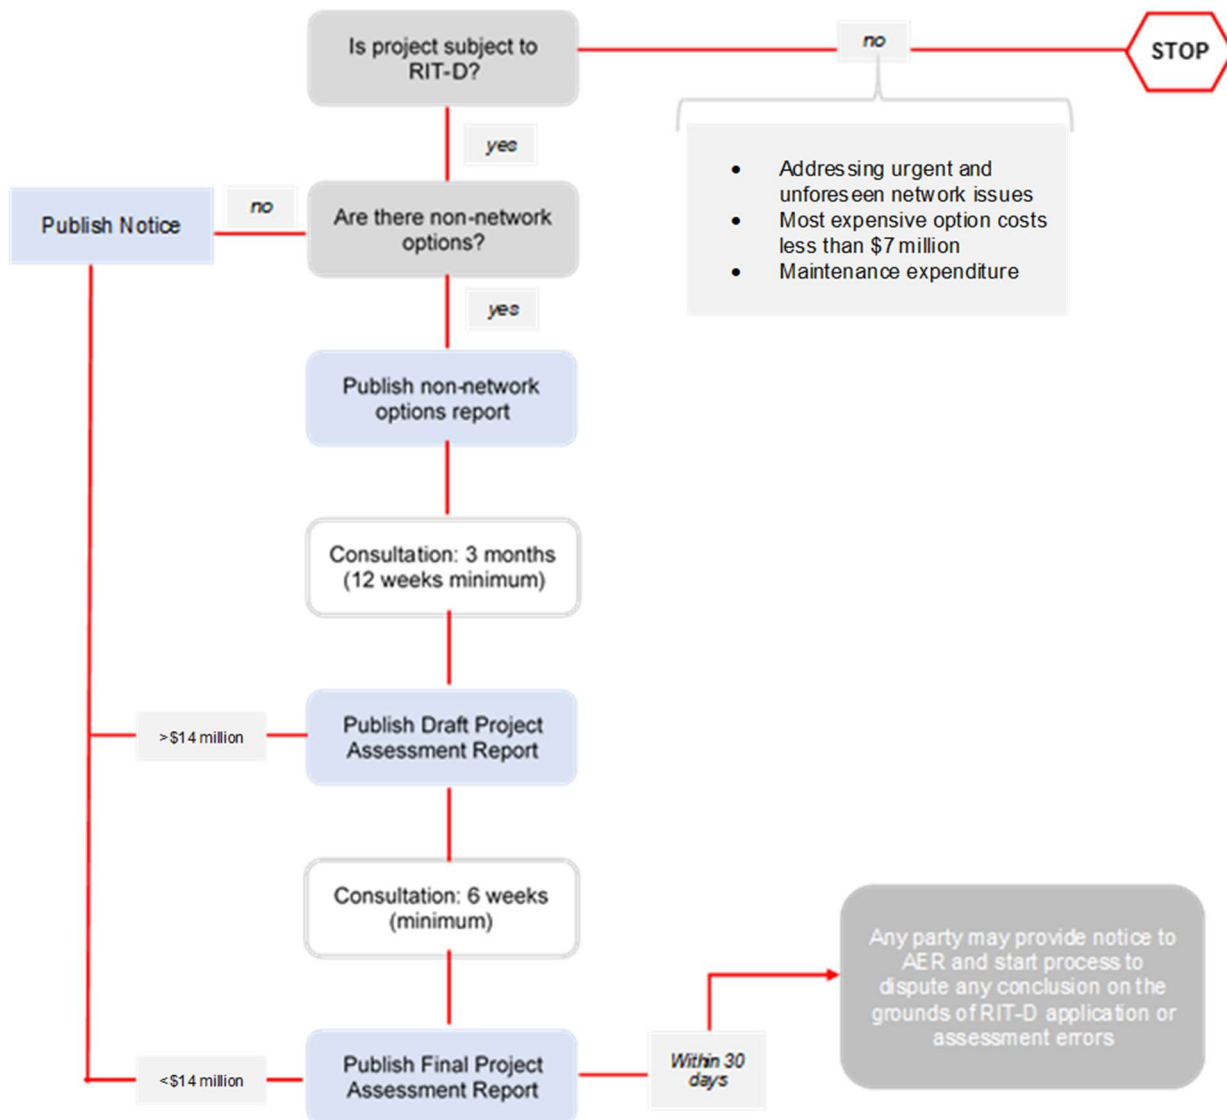 Is project subject to
RIT-D?
no
STOP
yes
• Addressing urgent and
unforeseen network issues
• Most expensive option costs
less than $7 million
• Maintenance expenditure
Publish Notice
no
Are there non-network
options?
yes
Publish non-network
options report
Consultation: 3 months
(12 weeks minimum)
>$14 million
Publish Draft Project
Assessment Report
Consultation: 6 weeks
(minimum)
Any party may provide notice to
AER and start process to
dispute any conclusion on the
grounds of RIT-D application or
assessment errors
<$14 million
Publish Final Project
Assessment Report
Within 30
days